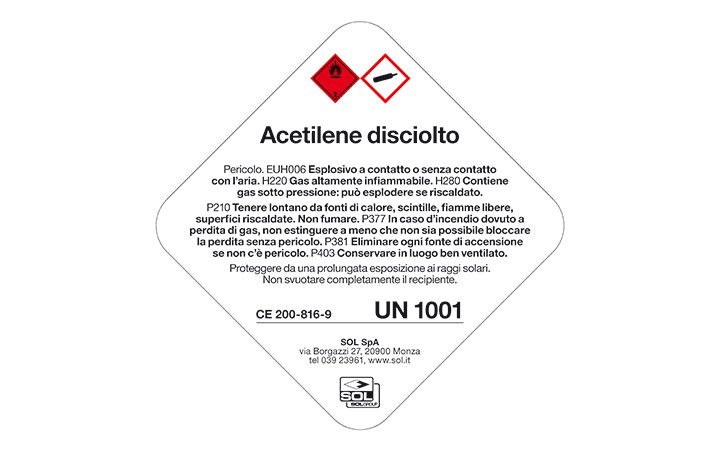 Acetilene disciolto
Pericolo. EUH006 Esplosivo a contatto o senza contatto
con l'aria. H220 Gas altamente infiammabile. H280 Contiene
gas sotto pressione: può esplodere se riscaldato.
P210 Tenere lontano da fonti di calore, scintille, fiamme libere,
superfici riscaldate. Non fumare. P377 In caso d'incendio dovuto a
perdita di gas, non estinguere a meno che non sia possibile bloccare
la perdita senza pericolo. P381 Eliminare ogni fonte di accensione
se non c'è pericolo. P403 Conservare in luogo ben ventilato.
Proteggere da una prolungata esposizione ai raggi solari.
Non svuotare completamente il recipiente.
CE 200-816-9 UN 1001
SOL SpA
via Borgazzi 27, 20900 Monza
tel 039 23961, www.sol.it
SOL
SOLGROUP